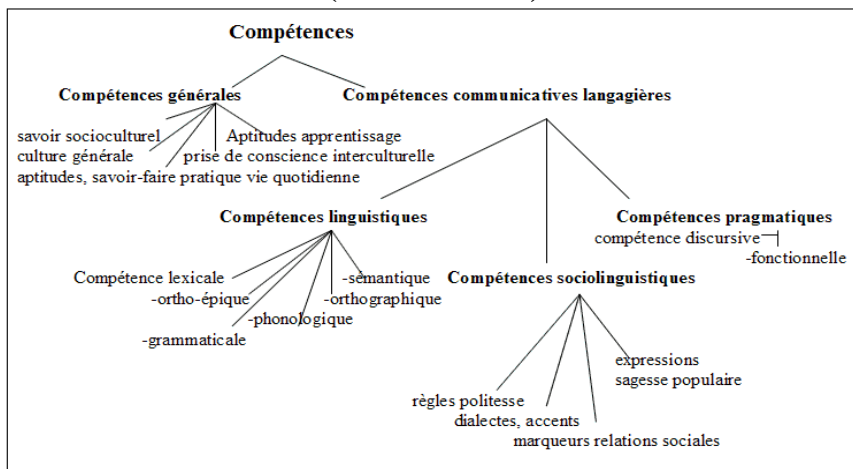 Compétences
Compétences générales
Compétences communicatives langagières
savoir socioculturel
Aptitudes apprentissage
culture générale
prise de conscience interculturelle
aptitudes, savoir-faire pratique vie quotidienne
Compétences linguistiques
Compétences pragmatiques
compétence discursive
-fonctionnelle
Compétence lexicale
-sémantique
Compétences sociolinguistiques
-ortho-épique
-orthographique
-phonologique
-grammaticale
expressions
sagesse populaire
règles politesse
dialectes, accents
marqueurs relations sociales